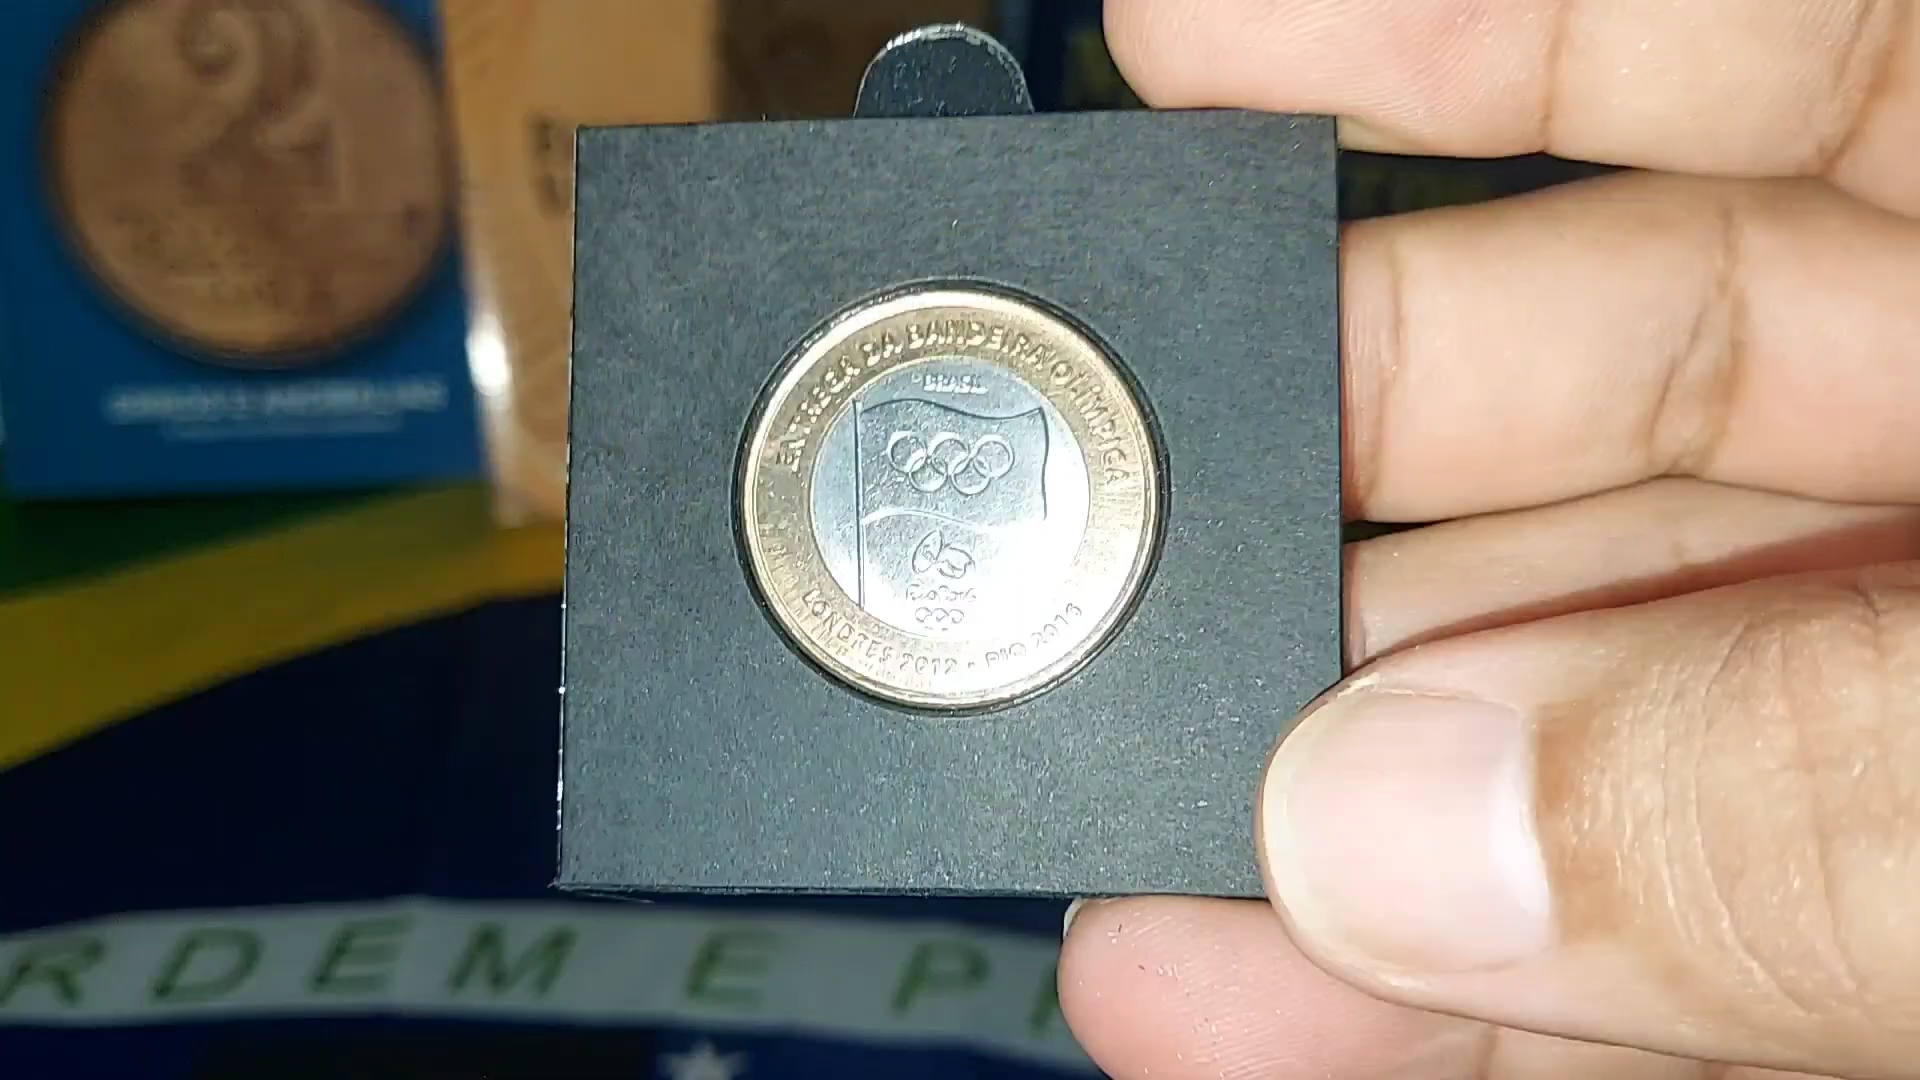 ENTREGA DA BANDEIRA OLÍMPICA
BRASIL
Rio2016
LONDRES 2012 • RIO 2016
RDEM E P